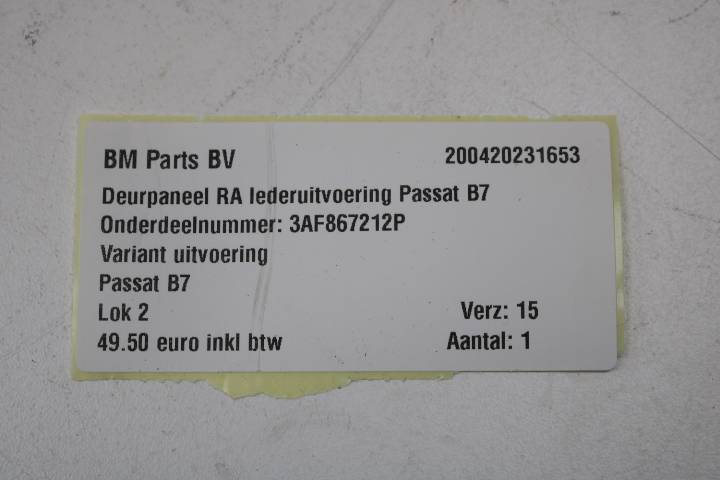 BM Parts BV 200420231653
Deurpaneel RA lederuitvoering Passat B7
Onderdeelnummer: 3AF867212P
Variant uitvoering
Passat B7
Lok 2 Verz: 15
49.50 euro inkl btw Aantal: 1